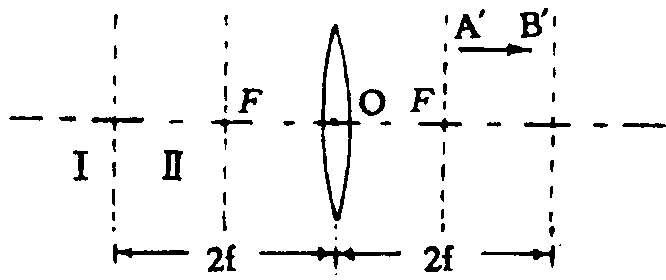 A′ B′
F O F
Ⅰ Ⅱ
2f 2f